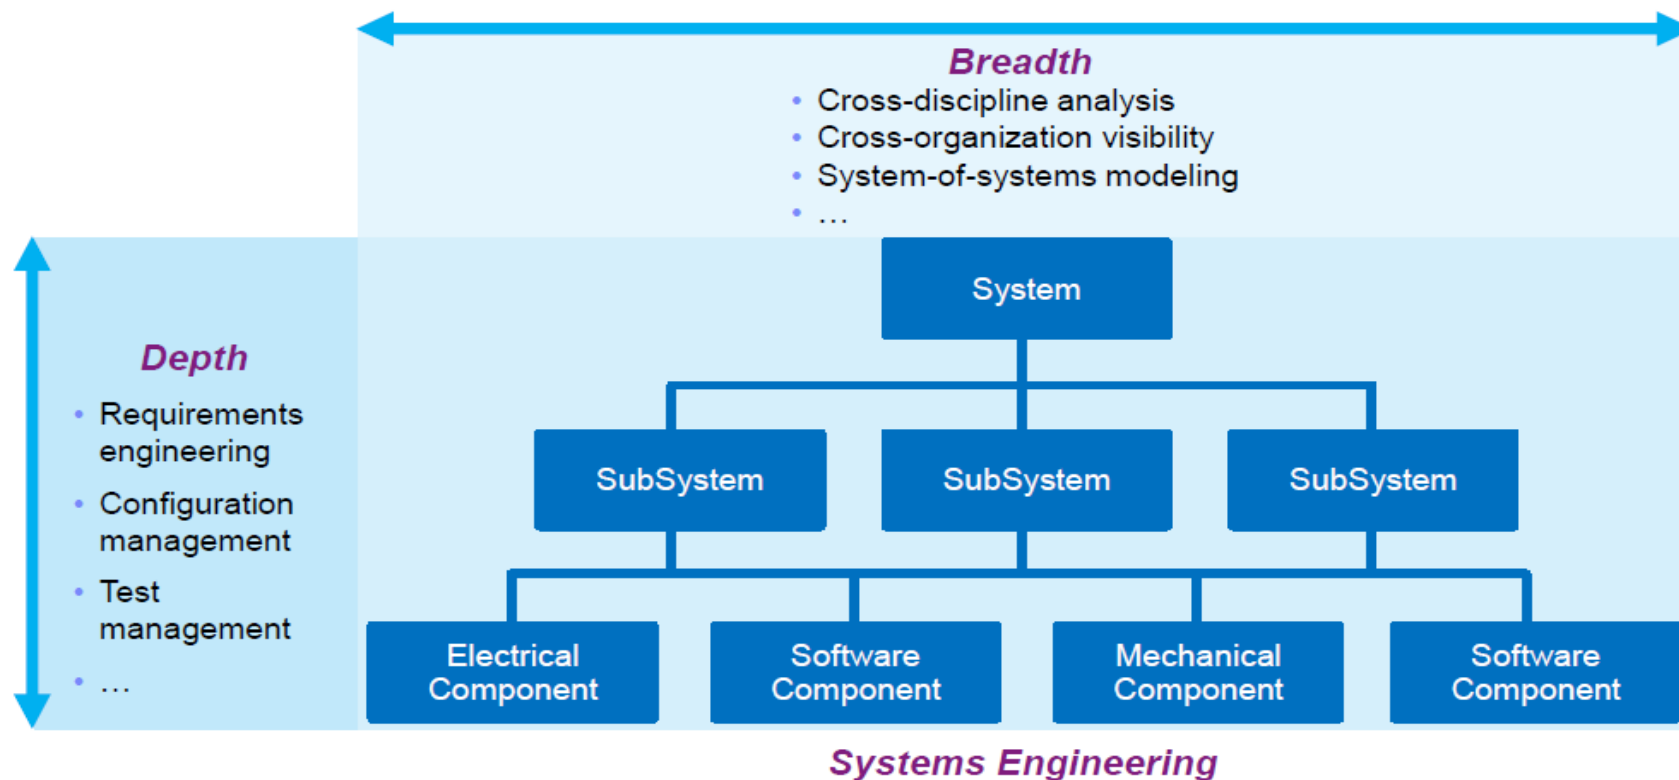 Breadth
• Cross-discipline analysis
• Cross-organization visibility
• System-of-systems modeling
• …
System
Depth
• Requirements
engineering
• Configuration
management
• Test
management
• …
SubSystem
SubSystem
SubSystem
Electrical
Component
Software
Component
Mechanical
Component
Software
Component
Systems Engineering